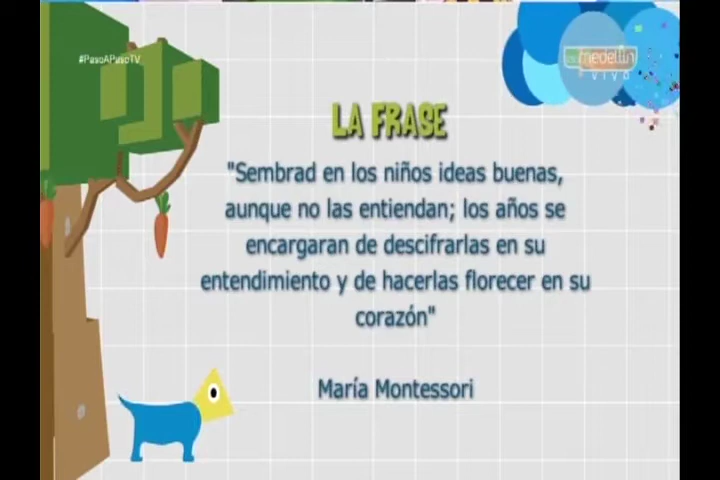 #PasoAPasoTV
medellín
VIVO
LA FRASE
"Sembrad en los niños ideas buenas,
aunque no las entiendan; los años se
encargaran de descifrarlas en su
entendimiento y de hacerlas florecer en su
corazón"
María Montessori